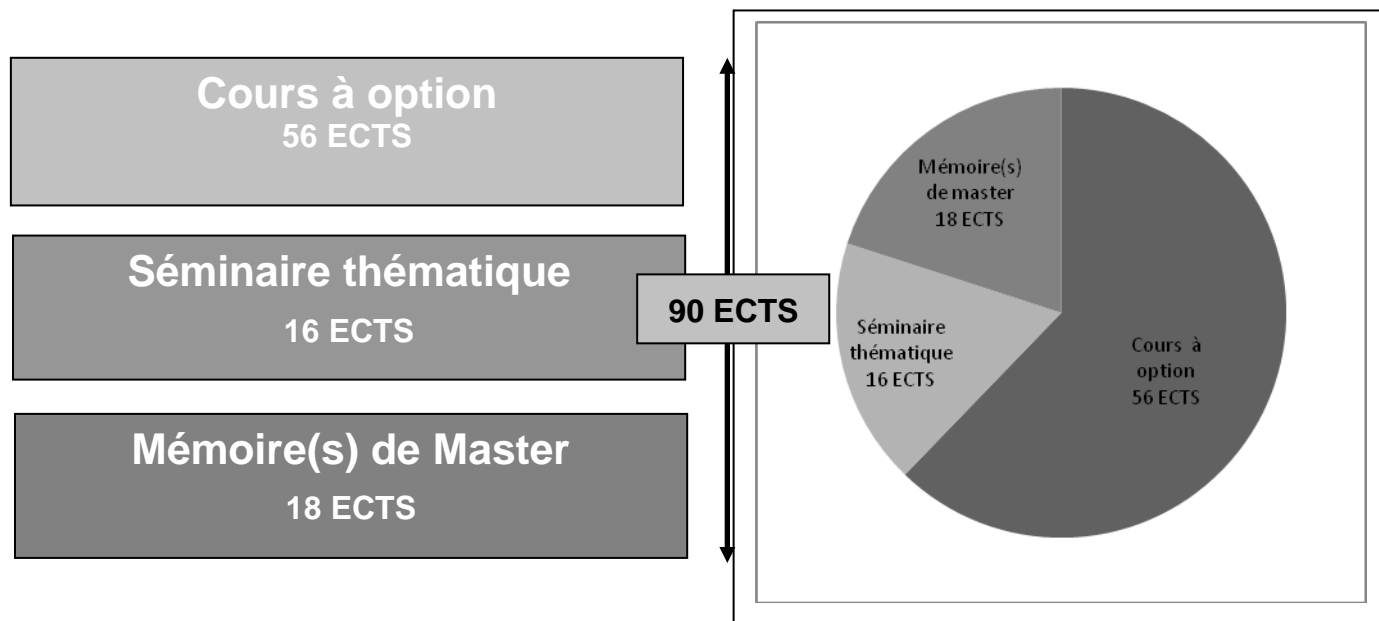 Cours à option
56 ECTS
Séminaire thématique
16 ECTS
Mémoire(s) de Master
18 ECTS
90 ECTS
Mémoire(s)
de master
18 ECTS
Séminaire
thématique
16 ECTS
Cours à
option
56 ECTS